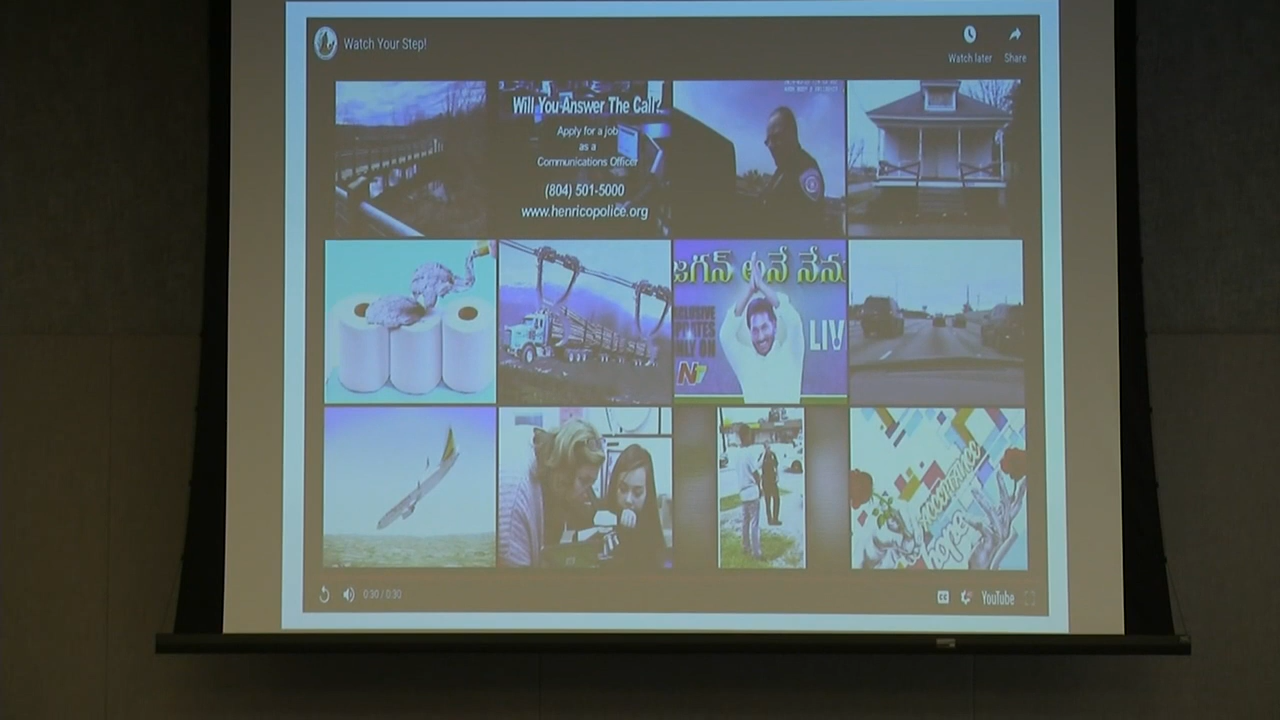 Watch Your Step!
Watch later
Share
Will You Answer The Call?
Apply for a job
as a
Communications Officer
(804) 501-5000
www.henricopolice.org
జగన్ అనే నేను
LIV
N
0:30 / 0:30
CC
YouTube